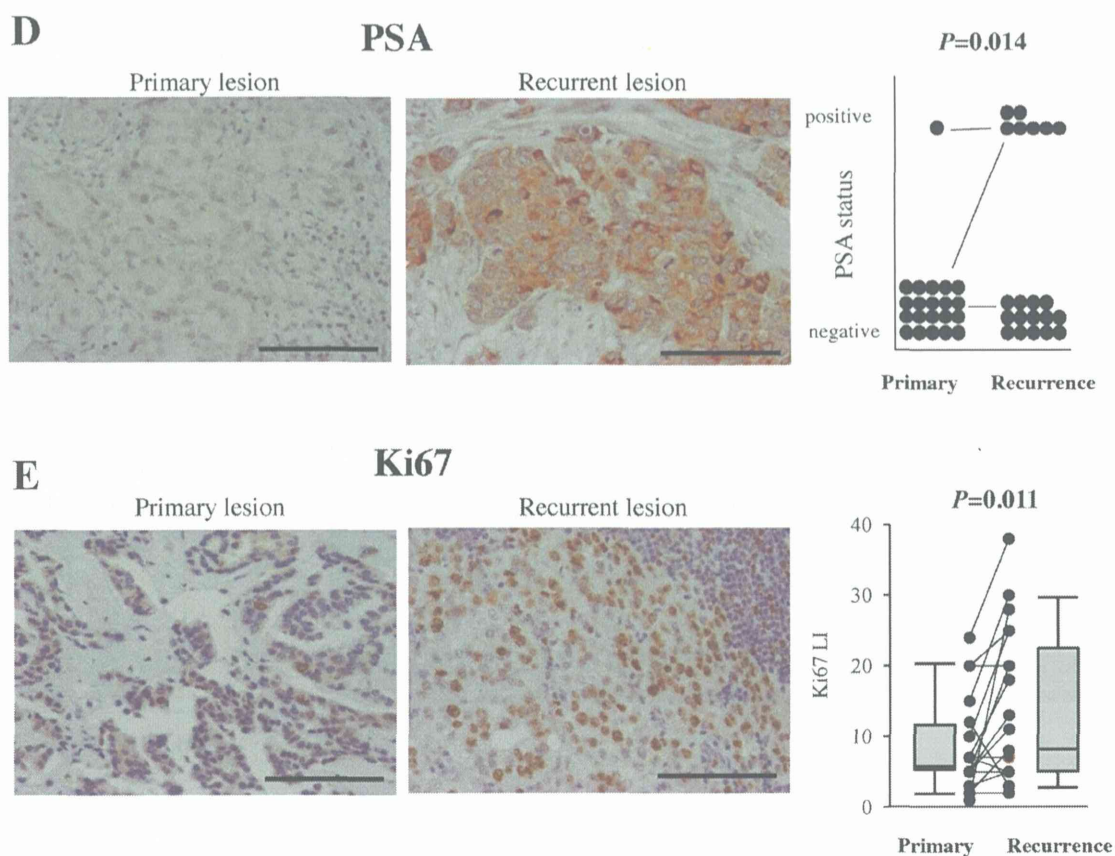 D
PSA
Primary lesion
Recurrent lesion
P=0.014
positive
PSA status
negative
Primary Recurrence
E
Ki67
Primary lesion
Recurrent lesion
P=0.011
40
30
20
10
0
Ki67 LI
Primary Recurrence